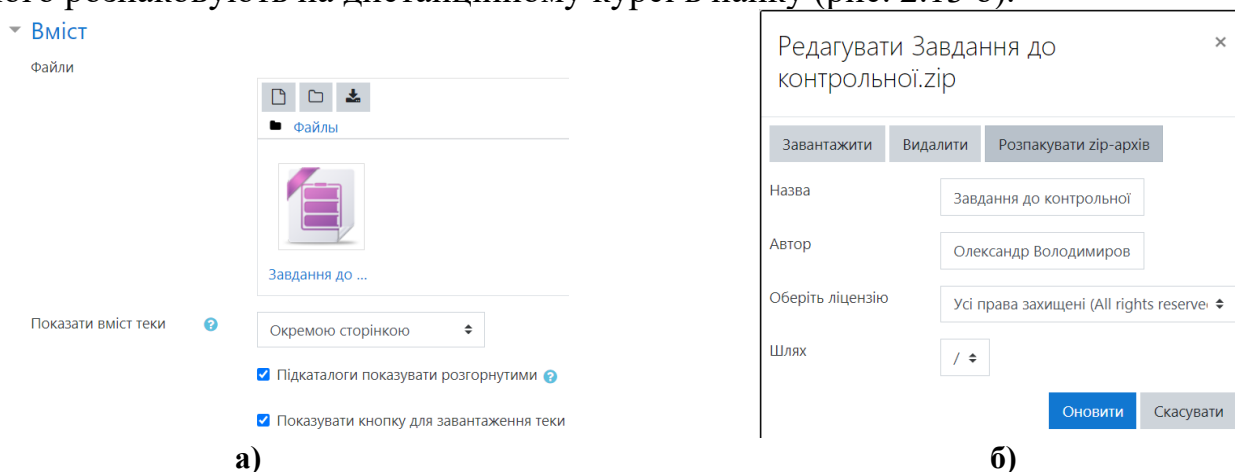 розпаковують на дистанційному курсі в папку (рис. 2.13 б).
Вміст
Файли
Файлы
Завдання до ...
Показати вміст теки
Окремою сторінкою
Підкаталоги показувати розгорнутими
Показувати кнопку для завантаження теки
а)
Редагувати Завдання до
контрольної.zip
×
Завантажити Видалити Розпакувати zip-архів
Назва
Завдання до контрольної
Автор
Олександр Володимиров
Оберіть ліцензію
Усі права захищені (All rights reserve
Шлях
/
Оновити Скасувати
б)